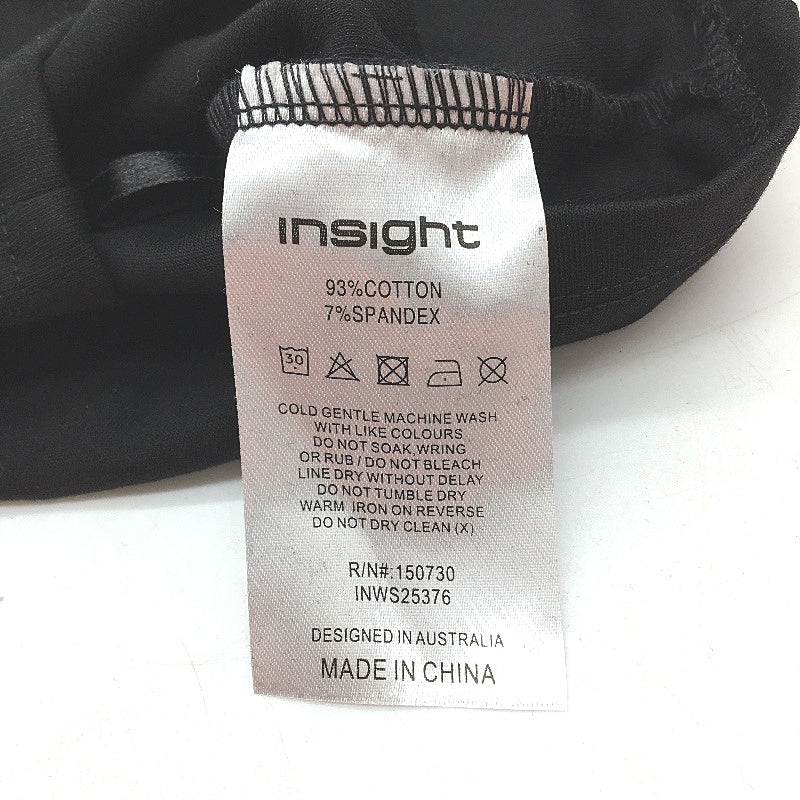 insight
93%COTTON
7%SPANDEX
30
COLD GENTLE MACHINE WASH
WITH LIKE COLOURS
DO NOT SOAK,WRING
OR RUB / DO NOT BLEACH
LINE DRY WITHOUT DELAY
DO NOT TUMBLE DRY
WARM IRON ON REVERSE
DO NOT DRY CLEAN (X)
R/N#:150730
INWS25376
DESIGNED IN AUSTRALIA
MADE IN CHINA